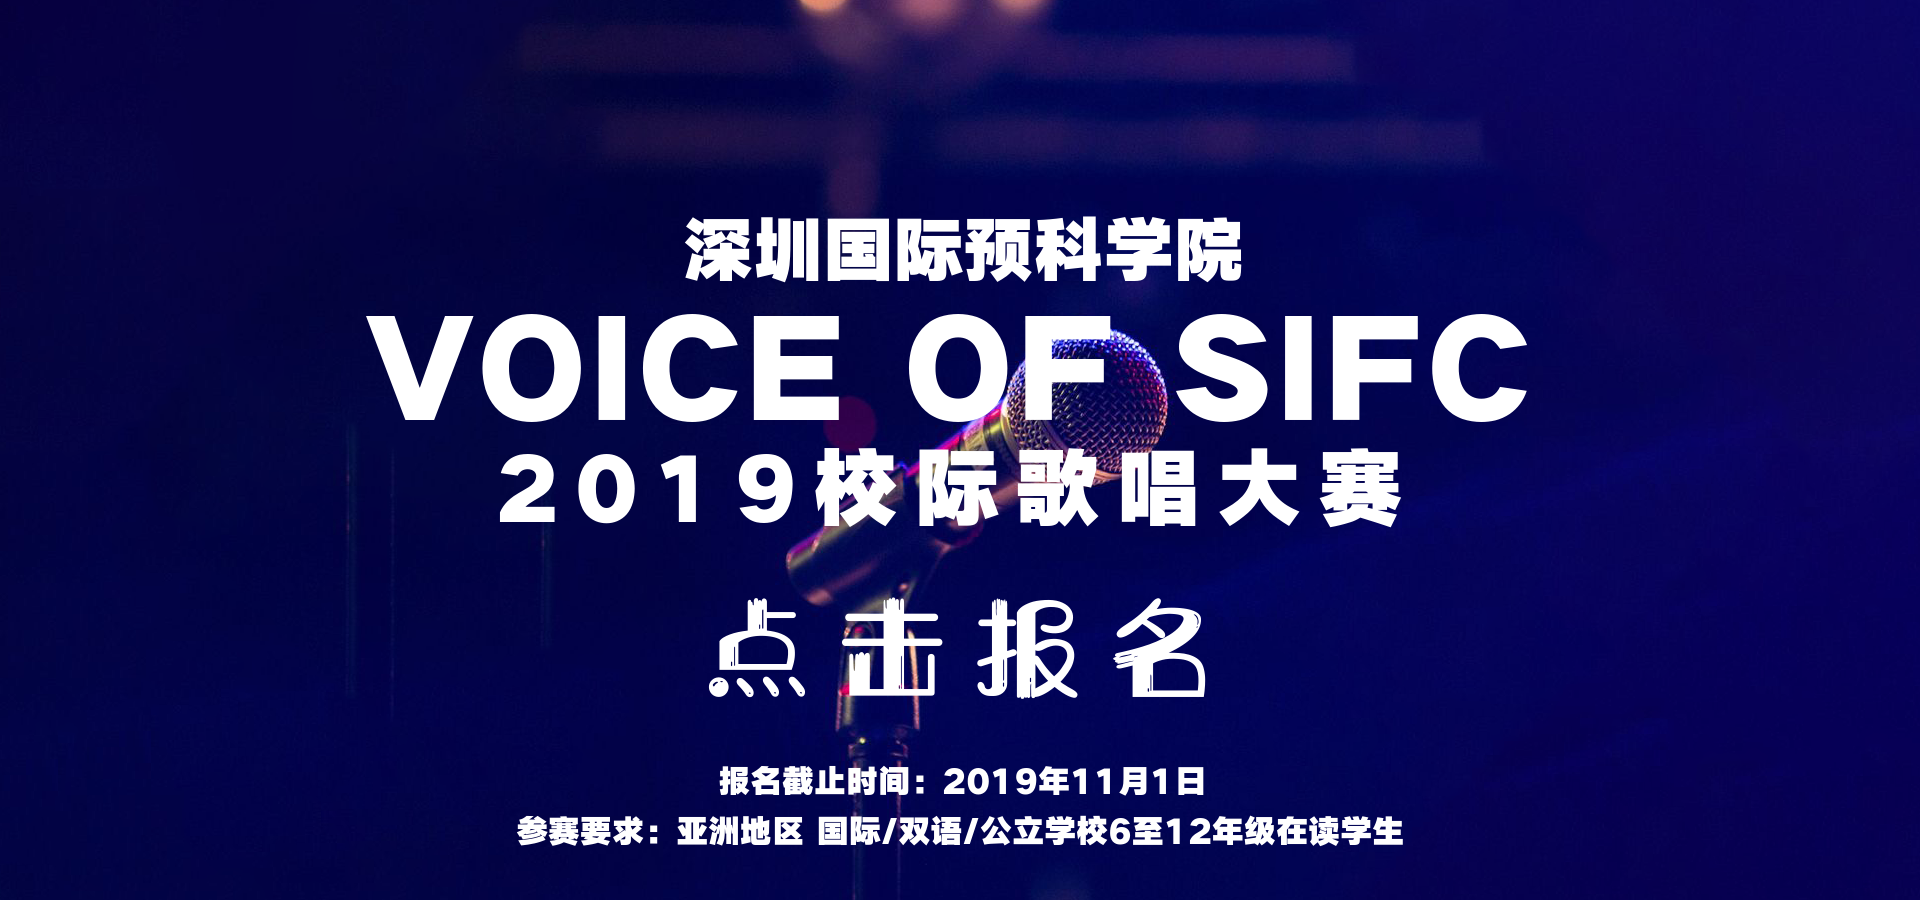 深圳国际预科学院
VOICE OF SIFC
2019校际歌唱大赛
点击报名
报名截止时间：2019年11月1日
参赛要求：亚洲地区 国际/双语/公立学校6至12年级在读学生